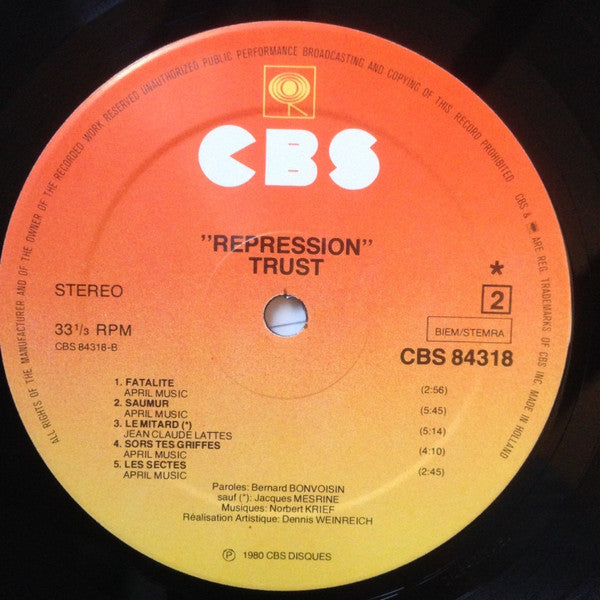 ALL RIGHTS OF THE MANUFACTURER AND OF THE OWNER OF THE RECORDED WORK RESERVED UNAUTHORIZED PUBLIC PERFORMANCE BROADCASTING AND COPYING OF THIS RECORD PROHIBITED
CBS & ARE REG. TRADEMARKS OF CBS INC. MADE IN HOLLAND
CBS
"REPRESSION"
TRUST
STEREO
*
2
33 1/3 RPM
BIEM/STEMRA
CBS 84318-B
CBS 84318
1. FATALITE (2:56)
APRIL MUSIC
2. SAUMUR (5:45)
APRIL MUSIC
3. LE MITARD (*) (5:14)
JEAN CLAUDE LATTES
4. SORS TES GRIFFES (4:10)
APRIL MUSIC
5. LES SECTES (2:45)
APRIL MUSIC
Paroles: Bernard BONVOISIN
sauf (*): Jacques MESRINE
Musiques: Norbert KRIEF
Réalisation Artistique: Dennis WEINREICH
℗ 1980 CBS DISQUES